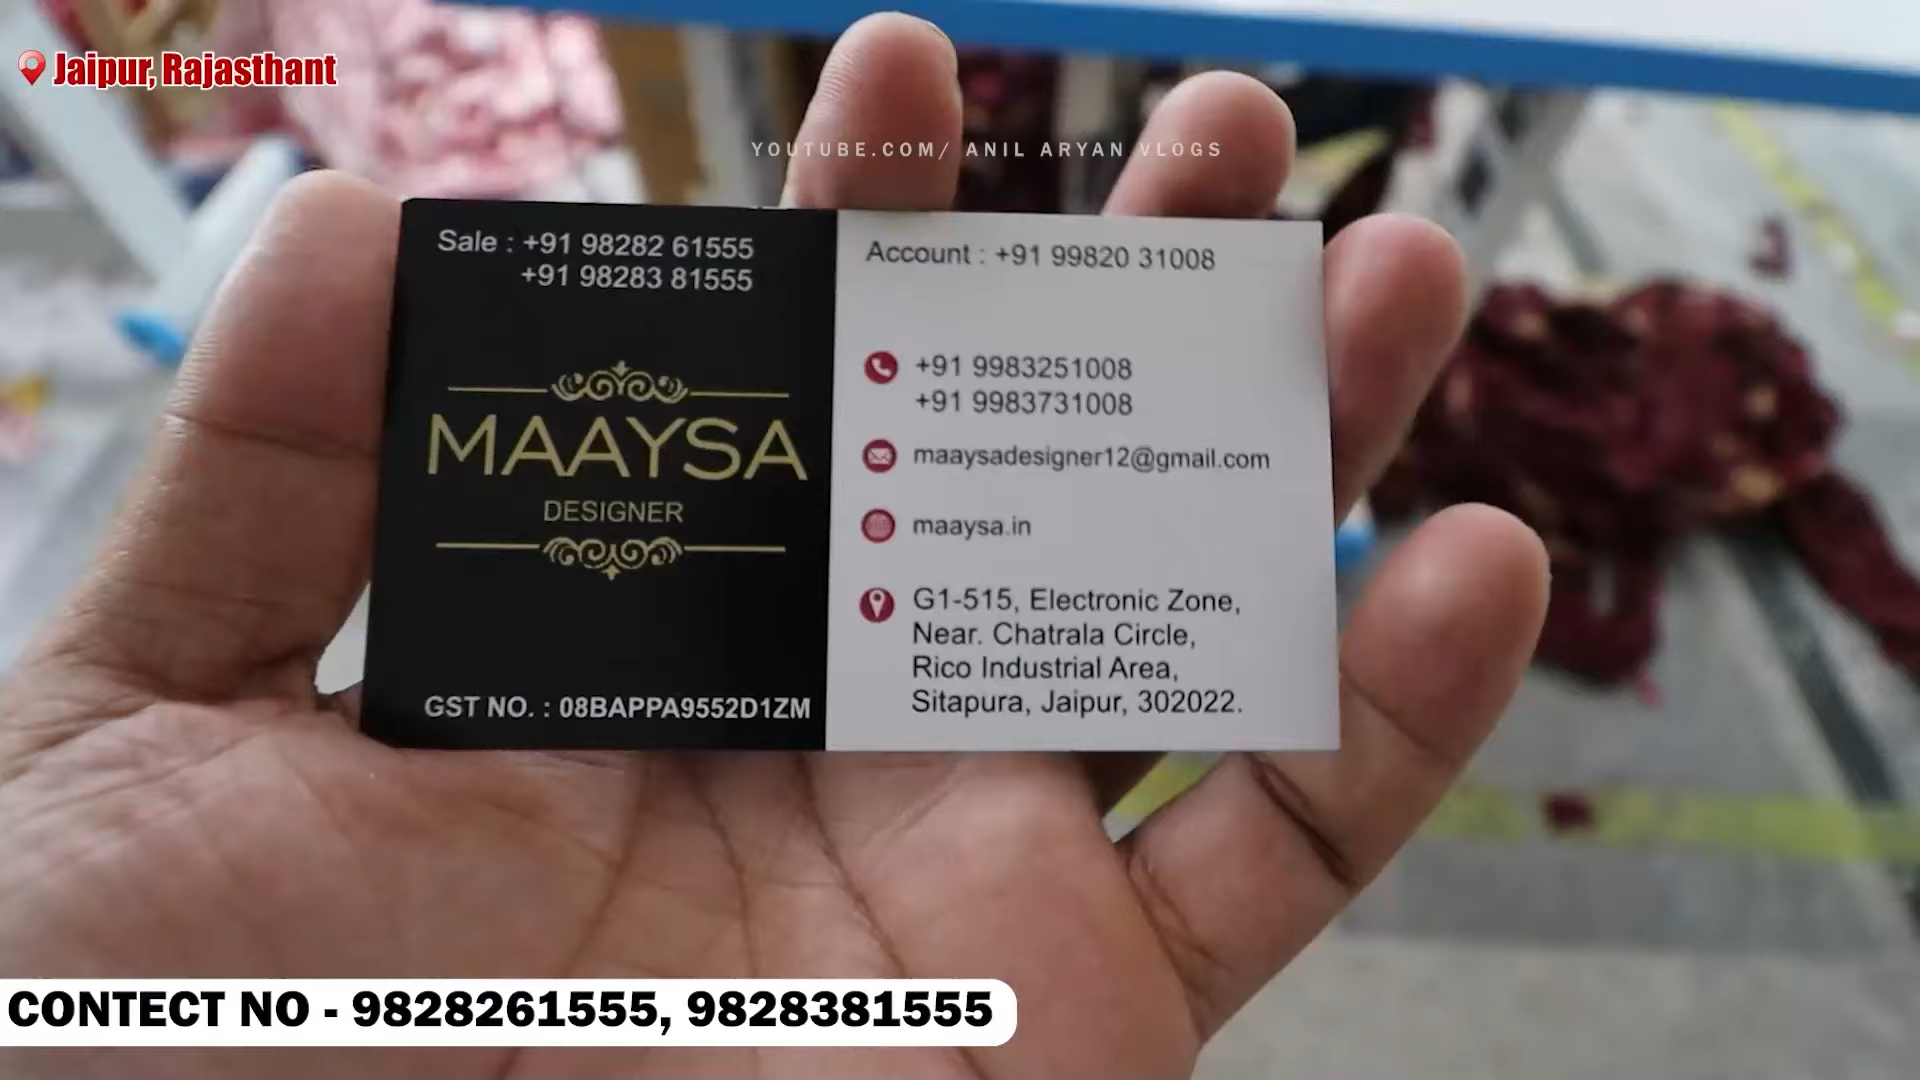 Jaipur, Rajasthant
YOUTUBE.COM/ ANIL ARYAN VLOGS
Sale : +91 98282 61555
+91 98283 81555
MAAYSA
DESIGNER
GST NO. : 08BAPPA9552D1ZM
Account : +91 99820 31008
+91 9983251008
+91 9983731008
maaysadesigner12@gmail.com
maaysa.in
G1-515, Electronic Zone,
Near. Chatrala Circle,
Rico Industrial Area,
Sitapura, Jaipur, 302022.
CONTECT NO - 9828261555, 9828381555